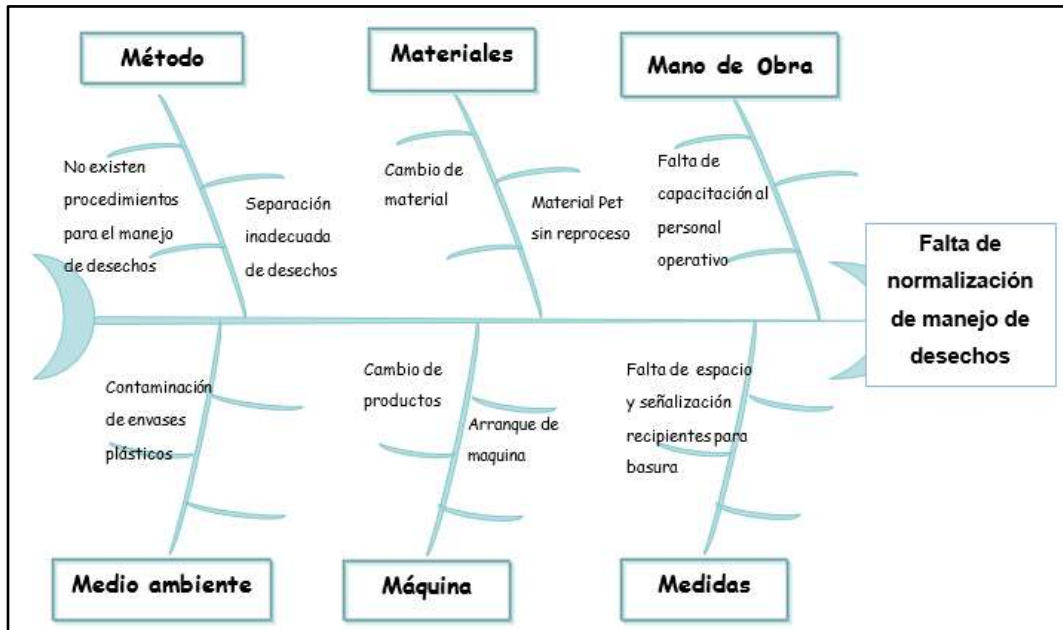 Método
Materiales
Mano de Obra
No existen
procedimientos
para el manejo
de desechos
Separación
inadecuada
de desechos
Cambio de
material
Material Pet
sin reproceso
Falta de
capacitación al
personal
operativo
Falta de
normalización
de manejo de
desechos
Contaminación
de envases
plásticos
Cambio de
productos
Arranque de
maquina
Falta de espacio
y señalización
recipientes para
basura
Medio ambiente
Máquina
Medidas